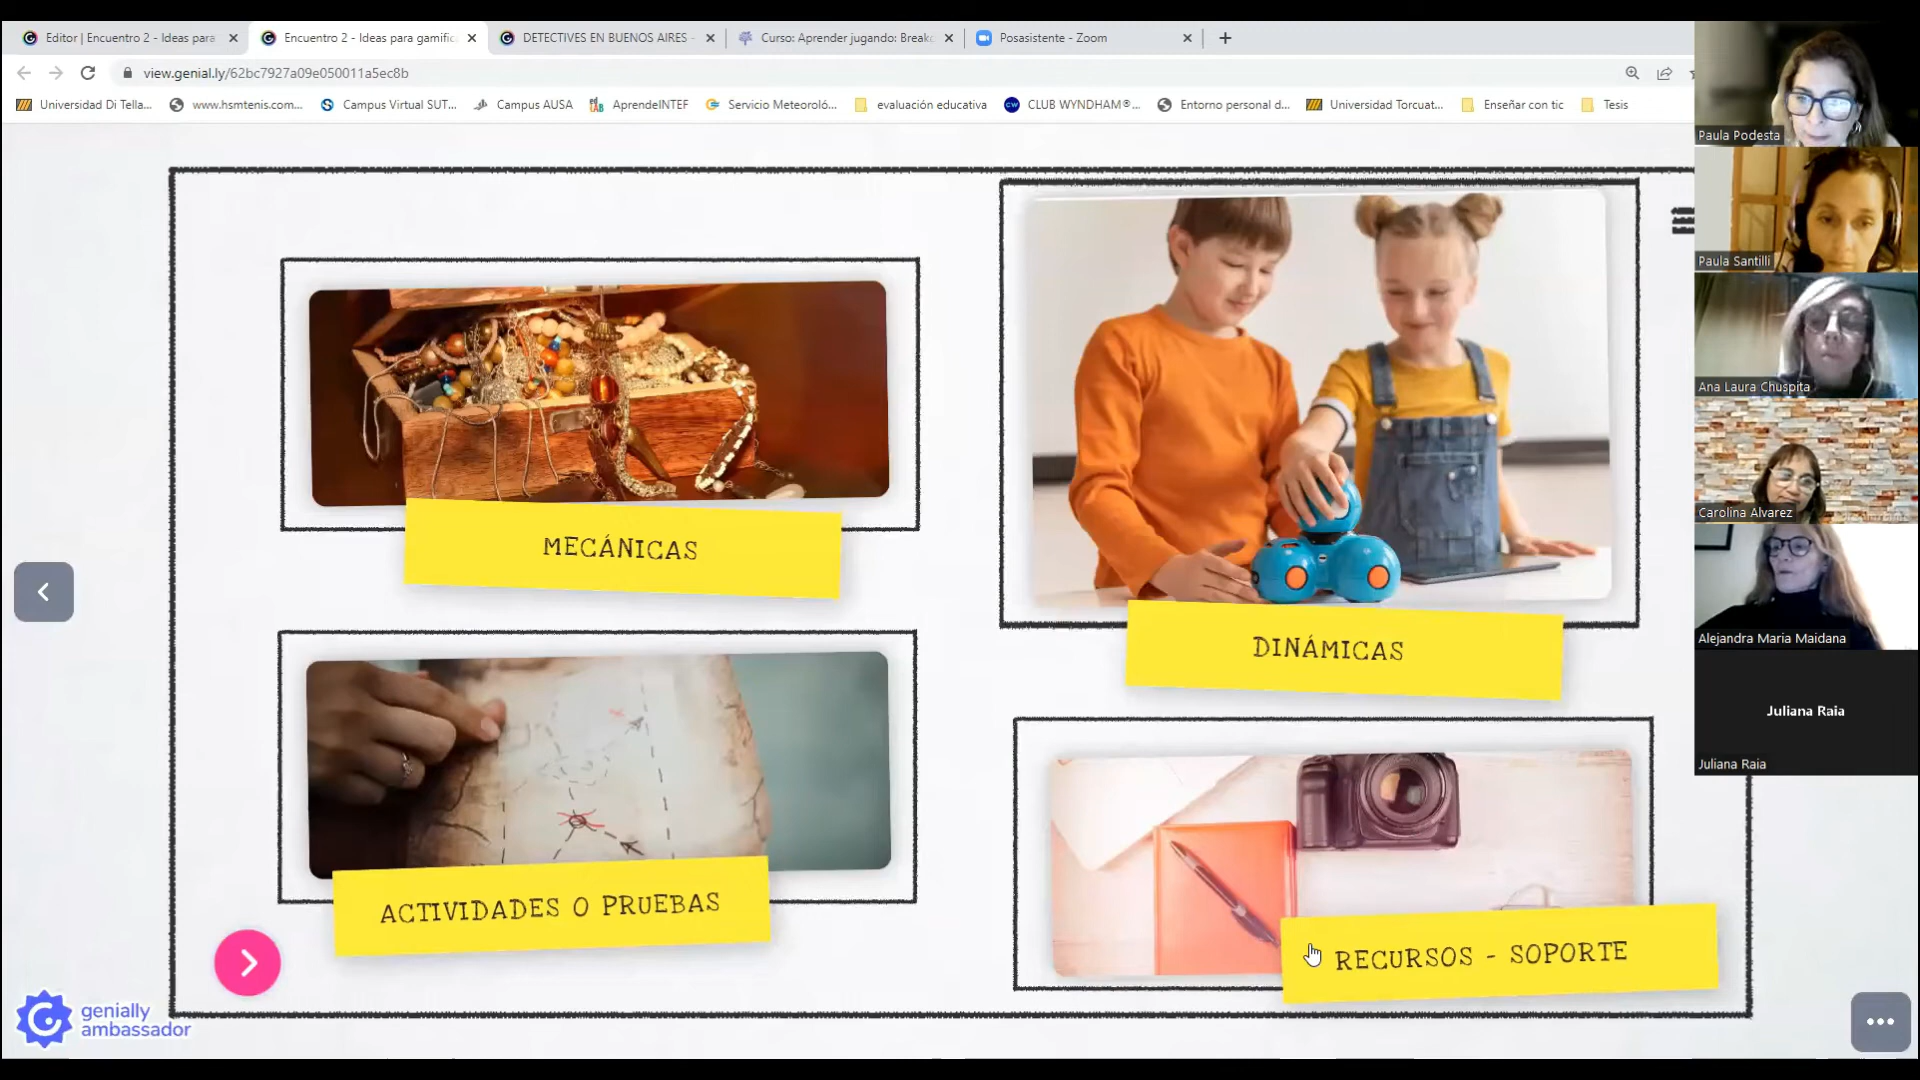 Editor | Encuentro 2 - Ideas para
Encuentro 2 - Ideas para gamific
DETECTIVES EN BUENOS AIRES -
Curso: Aprender jugando: Break
Posasistente - Zoom
view.genial.ly/62bc7927a09e050011a5ec8b
Universidad Di Tella...
www.hsmtenis.com...
Campus Virtual SUT...
Campus AUSA
AprendeINTEF
Servicio Meteoroló...
evaluación educativa
CLUB WYNDHAM®...
Entorno personal d...
Universidad Torcuat...
Enseñar con tic
Tesis
MECÁNICAS
DINÁMICAS
ACTIVIDADES O PRUEBAS
RECURSOS - SOPORTE
genially
ambassador
Paula Podesta
Paula Santilli
Ana Laura Chuspita
Carolina Alvarez
Alejandra Maria Maidana
Juliana Raia
Juliana Raia